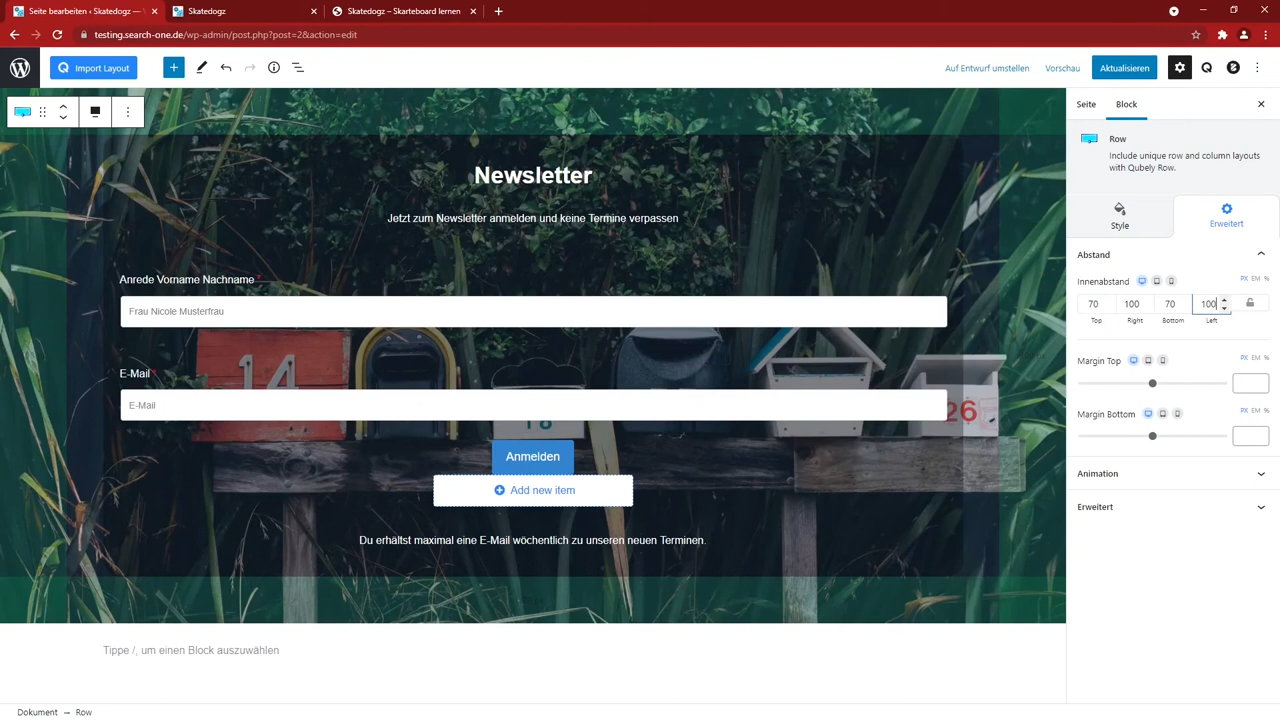 Seite bearbeiten ‹ Skatedogz — W
Skatedogz
Skatedogz – Skarteboard lernen
testing.search-one.de/wp-admin/post.php?post=2&action=edit
Import Layout
Auf Entwurf umstellen
Vorschau
Aktualisieren
Newsletter
Jetzt zum Newsletter anmelden und keine Termine verpassen
Anrede Vorname Nachname *
Frau Nicole Musterfrau
14
E-Mail *
E-Mail
26
18
Anmelden
Add new item
Du erhältst maximal eine E-Mail wöchentlich zu unseren neuen Terminen.
Tippe /, um einen Block auszuwählen
Dokument → Row
Seite
Block
Row
Include unique row and column layouts
with Qubely Row.
Style
Erweitert
Abstand
Innenabstand
PX EM %
70 100 70 100
Top Right Bottom Left
Margin Top
PX EM %
Margin Bottom
PX EM %
Animation
Erweitert